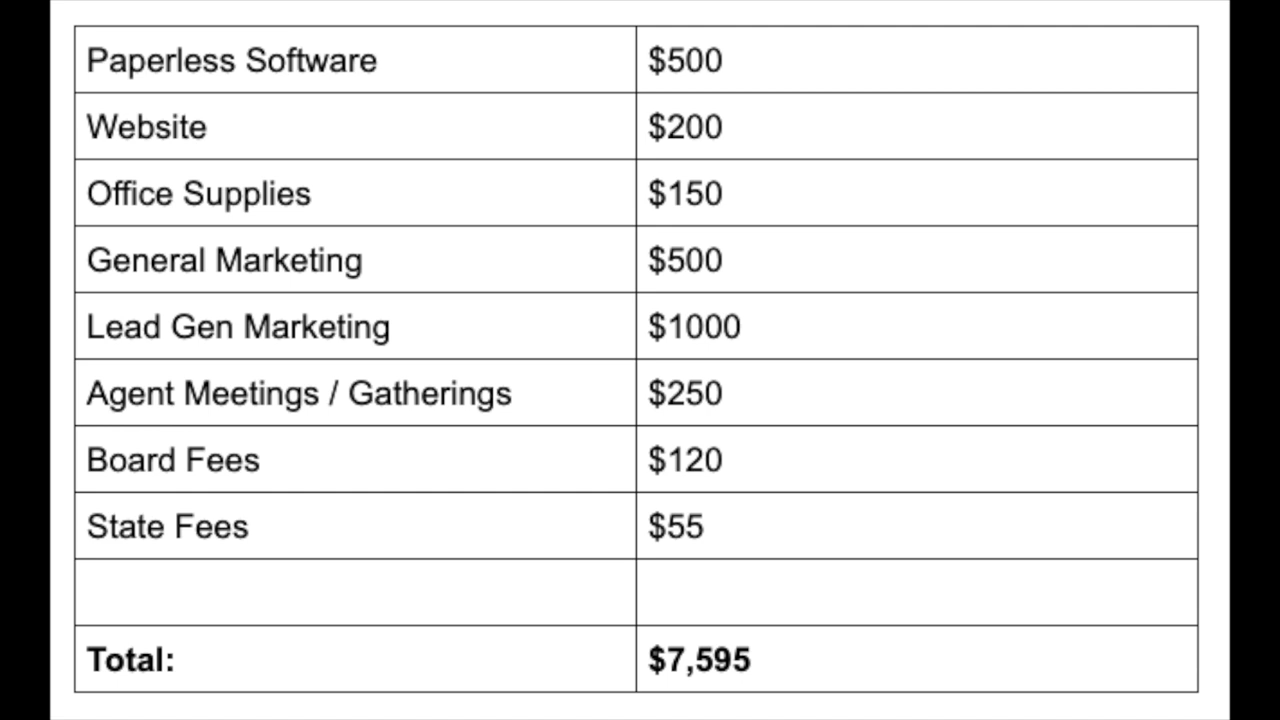 Paperless Software $500
Website $200
Office Supplies $150
General Marketing $500
Lead Gen Marketing $1000
Agent Meetings / Gatherings $250
Board Fees $120
State Fees $55
Total: $7,595